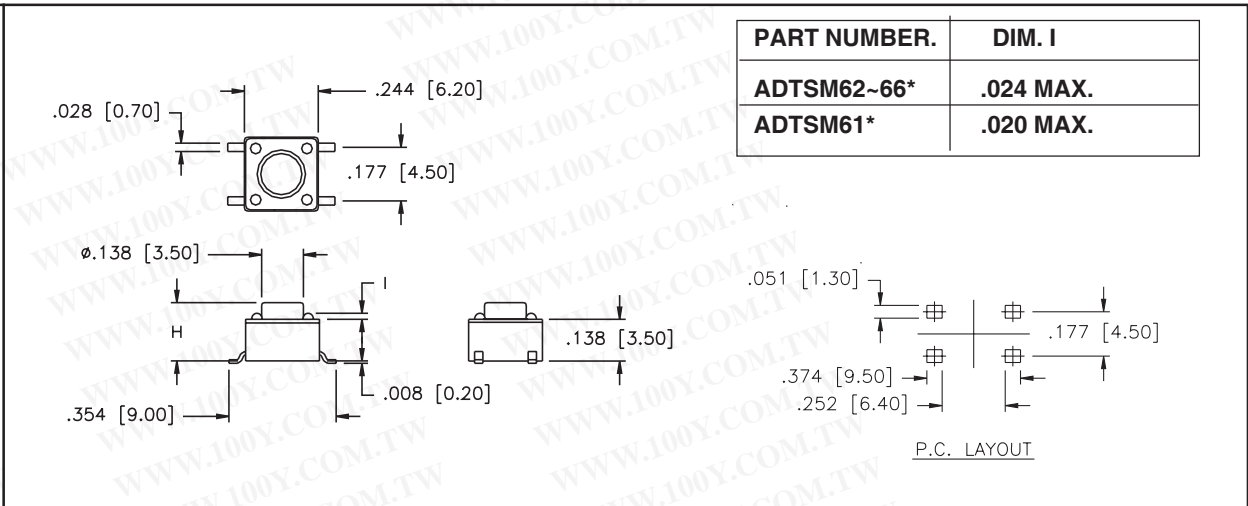 PART NUMBER. DIM. I
ADTSM62~66* .024 MAX.
ADTSM61* .020 MAX.
.244 [6.20]
.028 [0.70]
.177 [4.50]
ø.138 [3.50]
I
H
.138 [3.50]
.008 [0.20]
.354 [9.00]
.051 [1.30]
.177 [4.50]
.374 [9.50]
.252 [6.40]
P.C. LAYOUT
WWW.100Y.COM.TW